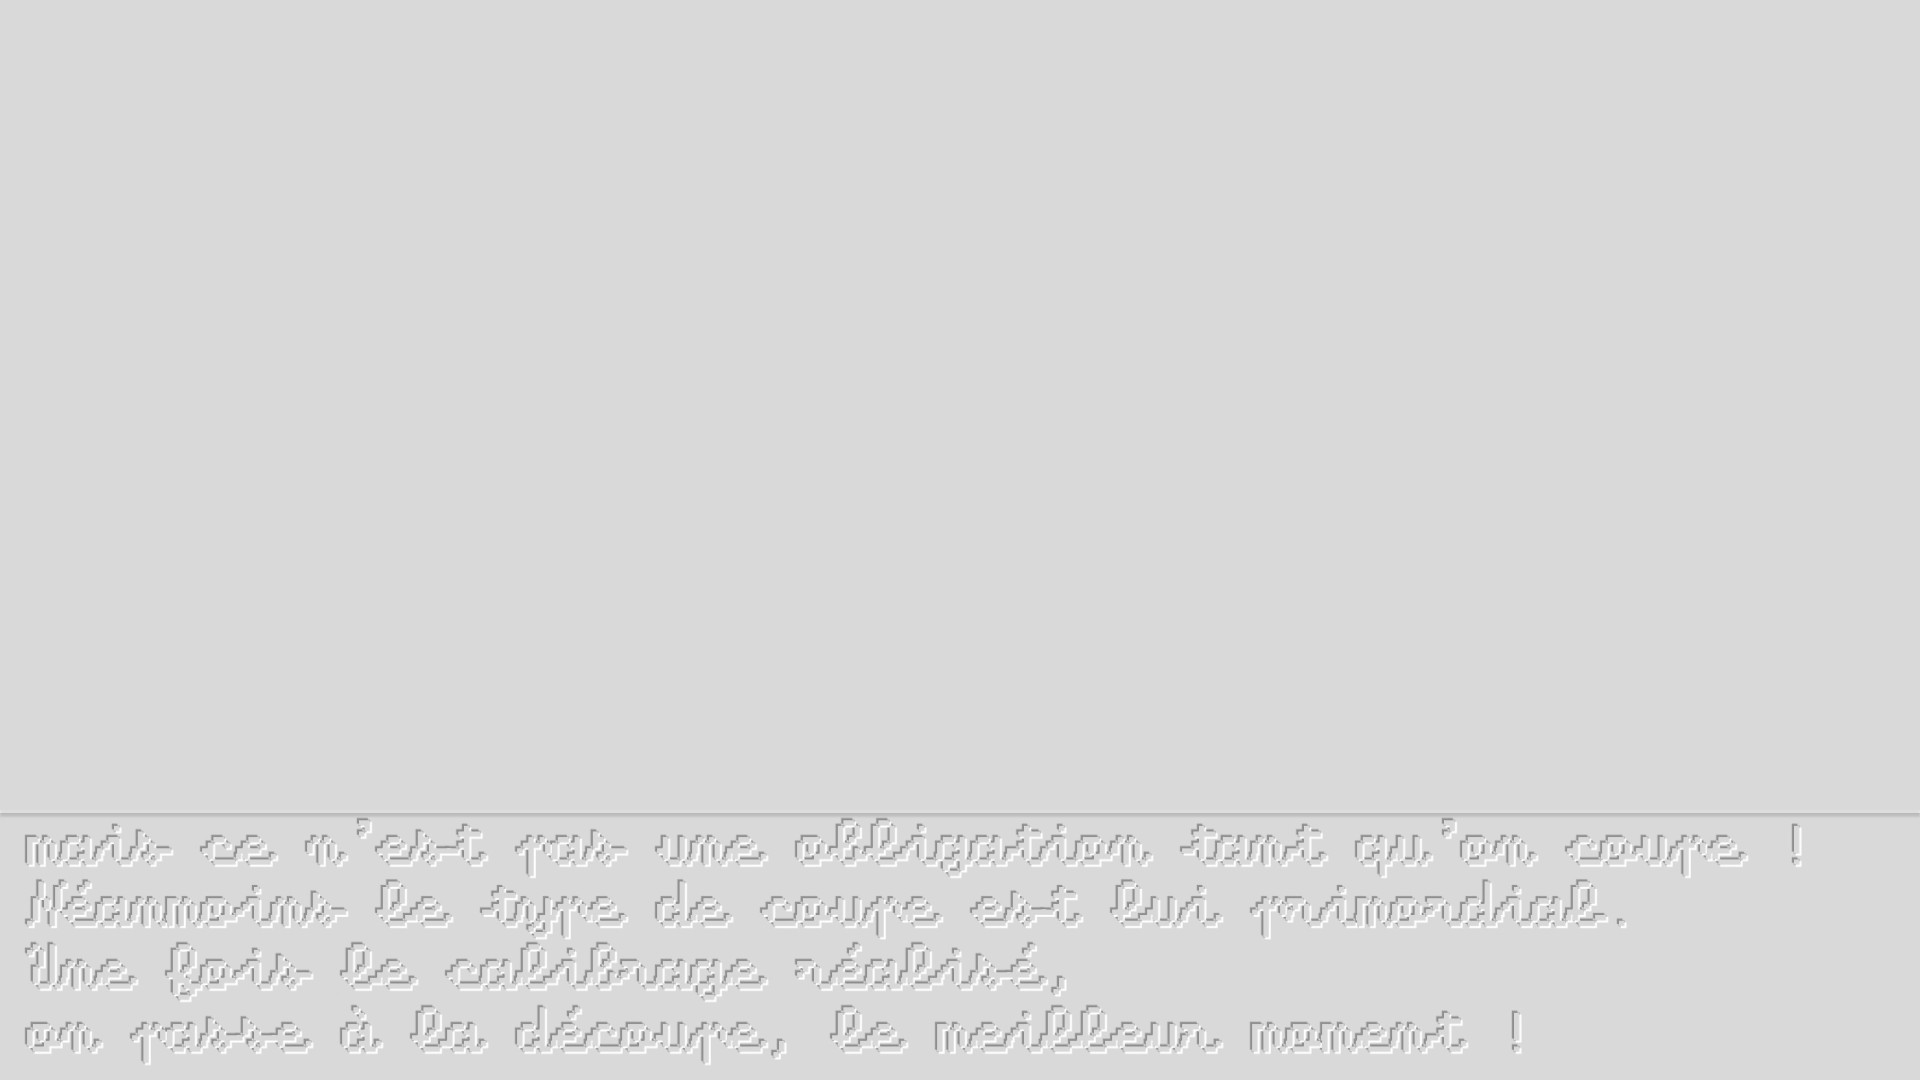 mais ce n'est pas une obligation tant qu'on coupe !
Néanmoins le type de coupe est lui primordial.
Une fois le calibrage réalisé,
on passe à la découpe, le meilleur moment !